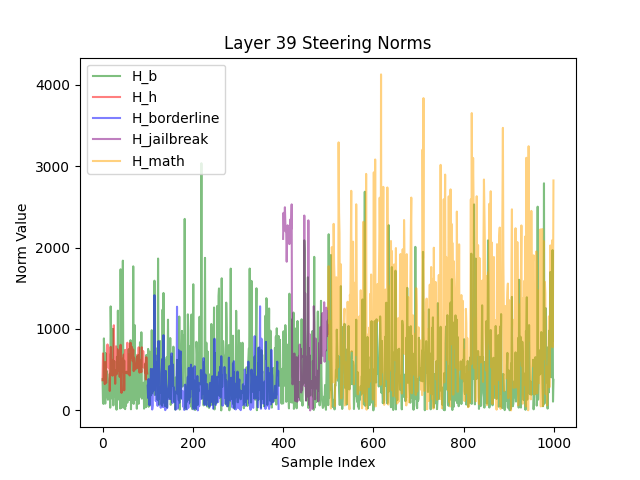 Layer 39 Steering Norms
H_b
H_h
H_borderline
H_jailbreak
H_math
Norm Value
4000
3000
2000
1000
0
0 200 400 600 800 1000
Sample Index